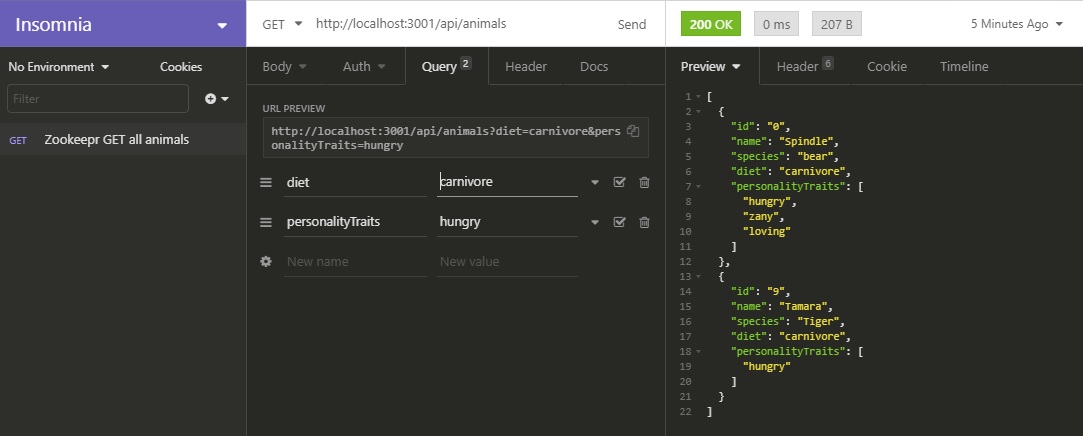 Insomnia
GET http://localhost:3001/api/animals Send
200 OK 0 ms 207 B 5 Minutes Ago
No Environment Cookies
Filter
GET Zookeepr GET all animals
Body Auth Query 2 Header Docs
URL PREVIEW
http://localhost:3001/api/animals?diet=carnivore&pers
onalityTraits=hungry
diet carnivore
personalityTraits hungry
New name New value
Preview Header 6 Cookie Timeline
1 [
2 {
3 "id": "0",
4 "name": "Spindle",
5 "species": "bear",
6 "diet": "carnivore",
7 "personalityTraits": [
8 "hungry",
9 "zany",
10 "loving"
11 ]
12 },
13 {
14 "id": "9",
15 "name": "Tamara",
16 "species": "Tiger",
17 "diet": "carnivore",
18 "personalityTraits": [
19 "hungry"
20 ]
21 }
22 ]